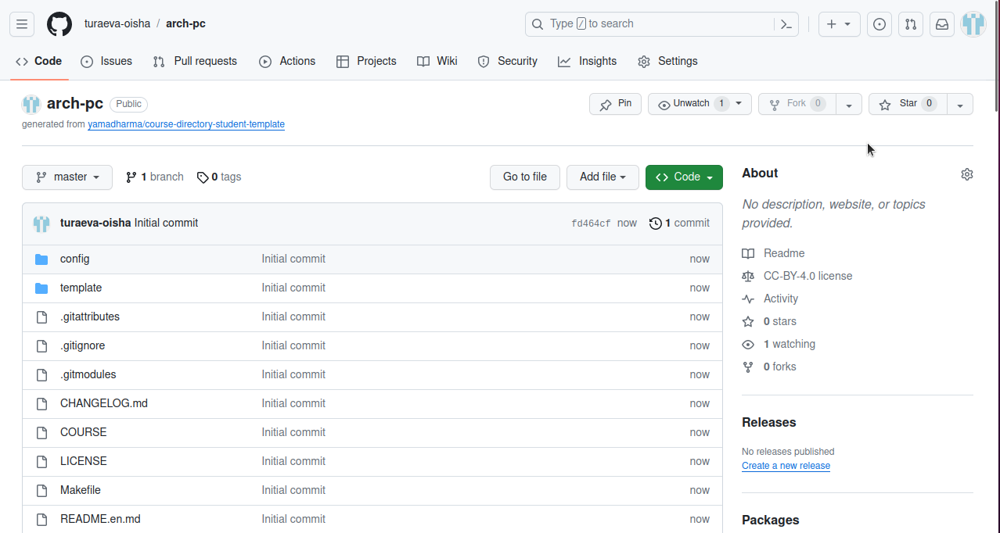 turaeva-oisha / arch-pc Type / to search
Code Issues Pull requests Actions Projects Wiki Security Insights Settings
arch-pc Public Pin Unwatch 1 Fork 0 Star 0
generated from yamadharma/course-directory-student-template
master 1 branch 0 tags Go to file Add file Code
turaeva-oisha Initial commit fd464cf now 1 commit
config Initial commit now
template Initial commit now
.gitattributes Initial commit now
.gitignore Initial commit now
.gitmodules Initial commit now
CHANGELOG.md Initial commit now
COURSE Initial commit now
LICENSE Initial commit now
Makefile Initial commit now
README.en.md Initial commit now
About
No description, website, or topics
provided.
Readme
CC-BY-4.0 license
Activity
0 stars
1 watching
0 forks
Releases
No releases published
Create a new release
Packages